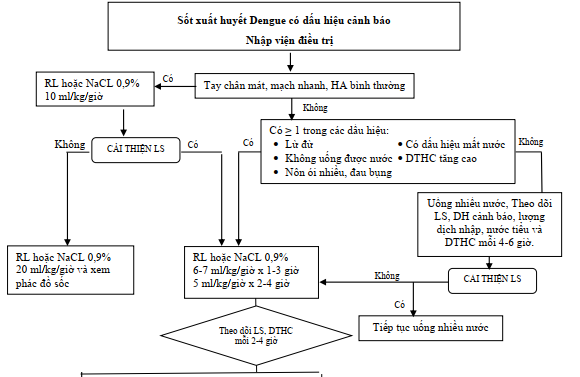 Sốt xuất huyết Dengue có dấu hiệu cảnh báo
Nhập viện điều trị
RL hoặc NaCL 0,9%
10 ml/kg/giờ
Có
Tay chân mát, mạch nhanh, HA bình thường
Không
Không
CẢI THIỆN LS
Có
Có
Có ≥ 1 trong các dấu hiệu:
• Lừ đừ
• Không uống được nước
• Nôn ói nhiều, đau bụng
• Có dấu hiệu mất nước
• DTHC tăng cao
Không
Uống nhiều nước, Theo dõi
LS, DH cảnh báo, lượng
dịch nhập, nước tiểu và
DTHC mỗi 4-6 giờ.
RL hoặc NaCL 0,9%
20 ml/kg/giờ và xem
phác đồ sốc
RL hoặc NaCL 0,9%
6-7 ml/kg/giờ x 1-3 giờ
5 ml/kg/giờ x 2-4 giờ
Không
CẢI THIỆN LS
Có
Tiếp tục uống nhiều nước
Theo dõi LS, DTHC
mỗi 2-4 giờ